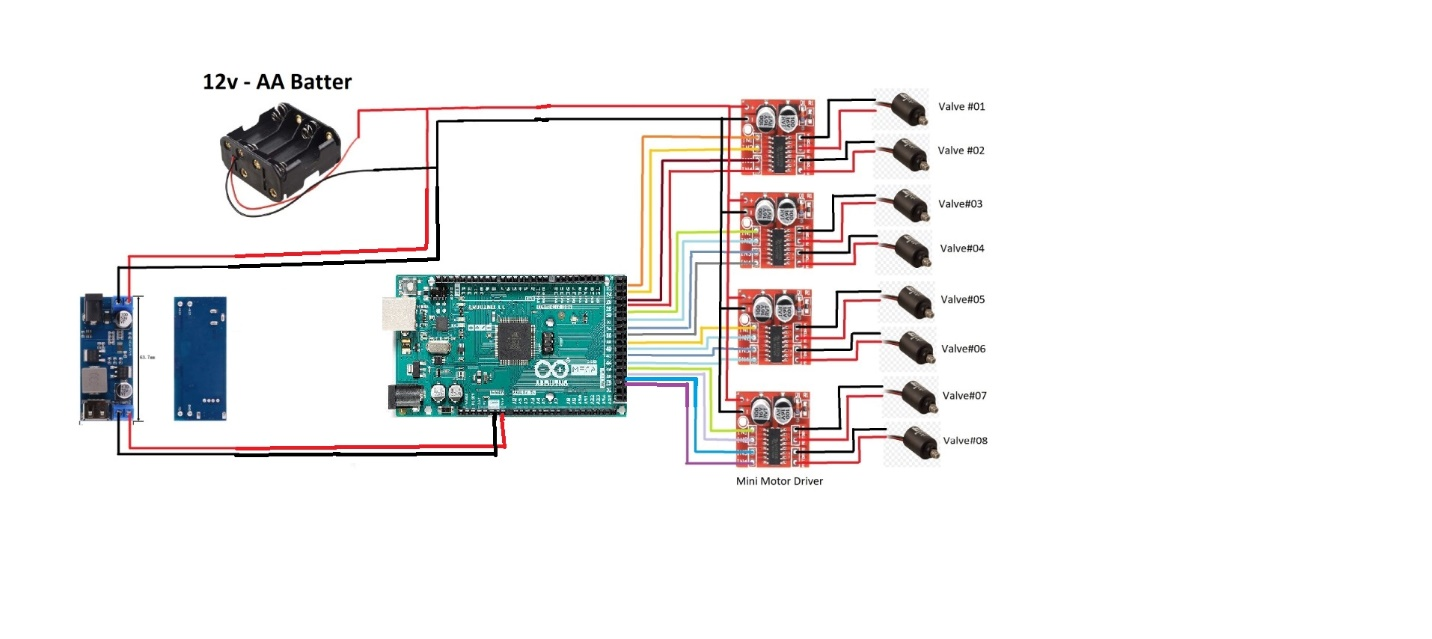 12v - AA Batter
Valve #01
Valve #02
Valve#03
Valve#04
Valve#05
Valve#06
MEGA
Valve#07
Valve#08
Mini Motor Driver